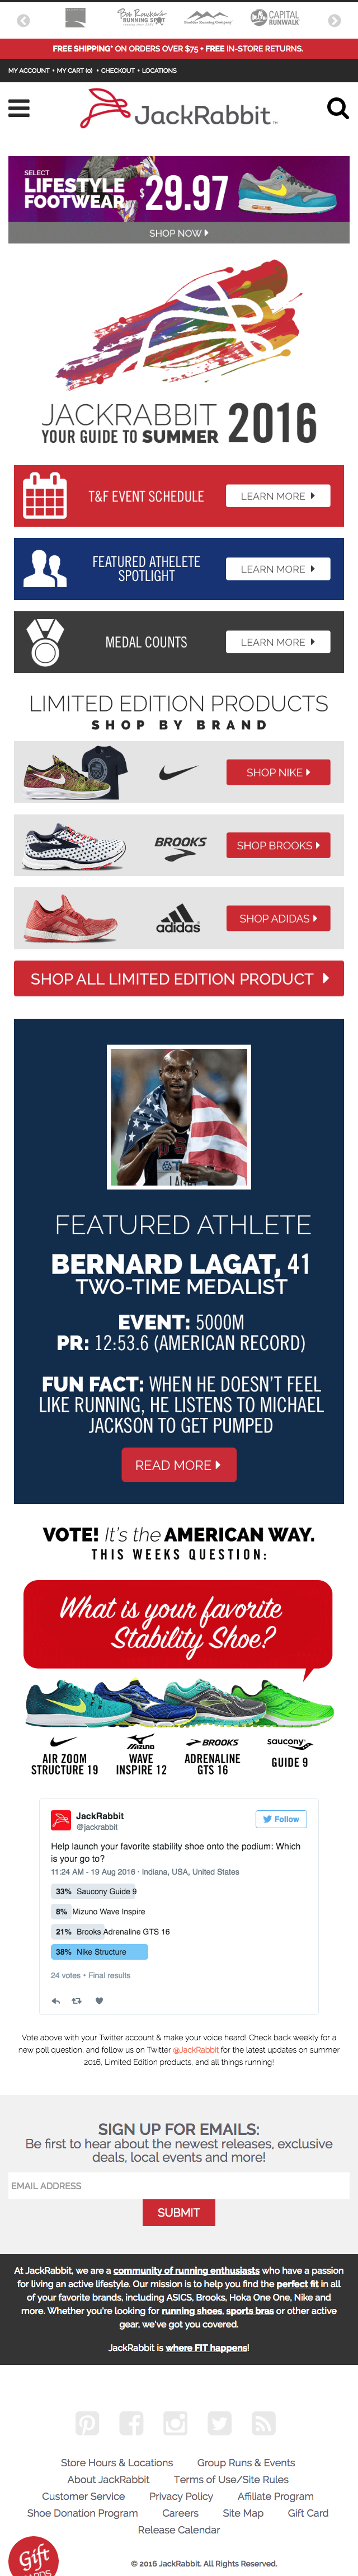 Bob Roncker's
RUNNING SPOT
Boulder Running Company
CAPITAL
RUNWALK
FREE SHIPPING* ON ORDERS OVER $75 • FREE IN-STORE RETURNS.
MY ACCOUNT • MY CART (0) • CHECKOUT • LOCATIONS
JackRabbit™
SELECT
LIFESTYLE
FOOTWEAR
$29.97
SHOP NOW
JACKRABBIT
YOUR GUIDE TO SUMMER 2016
T&F EVENT SCHEDULE
LEARN MORE
FEATURED ATHELETE
SPOTLIGHT
LEARN MORE
MEDAL COUNTS
LEARN MORE
LIMITED EDITION PRODUCTS
SHOP BY BRAND
SHOP NIKE
BROOKS
SHOP BROOKS
adidas
SHOP ADIDAS
SHOP ALL LIMITED EDITION PRODUCT
FEATURED ATHLETE
BERNARD LAGAT, 41
TWO-TIME MEDALIST
EVENT: 5000M
PR: 12:53.6 (AMERICAN RECORD)
FUN FACT: WHEN HE DOESN'T FEEL
LIKE RUNNING, HE LISTENS TO MICHAEL
JACKSON TO GET PUMPED
READ MORE
VOTE! It's the AMERICAN WAY.
THIS WEEKS QUESTION:
What is your favorite
Stability Shoe?
AIR ZOOM
STRUCTURE 19
Mizuno
WAVE
INSPIRE 12
BROOKS
ADRENALINE
GTS 16
saucony
GUIDE 9
JackRabbit
@jackrabbit
Follow
Help launch your favorite stability shoe onto the podium: Which
is your go to?
11:24 AM - 19 Aug 2016 · Indiana, USA, United States
33% Saucony Guide 9
8% Mizuno Wave Inspire
21% Brooks Adrenaline GTS 16
38% Nike Structure
24 votes • Final results
Vote above with your Twitter account & make your voice heard! Check back weekly for a
new poll question, and follow us on Twitter @JackRabbit for the latest updates on summer
2016, Limited Edition products, and all things running!
SIGN UP FOR EMAILS:
Be first to hear about the newest releases, exclusive
deals, local events and more!
EMAIL ADDRESS
SUBMIT
At JackRabbit, we are a community of running enthusiasts who have a passion
for living an active lifestyle. Our mission is to help you find the perfect fit in all
of your favorite brands, including ASICS, Brooks, Hoka One One, Nike and
more. Whether you're looking for running shoes, sports bras or other active
gear, we've got you covered.
JackRabbit is where FIT happens!
Store Hours & Locations Group Runs & Events
About JackRabbit Terms of Use/Site Rules
Customer Service Privacy Policy Affiliate Program
Shoe Donation Program Careers Site Map Gift Card
Release Calendar
Gift
© 2016 JackRabbit. All Rights Reserved.